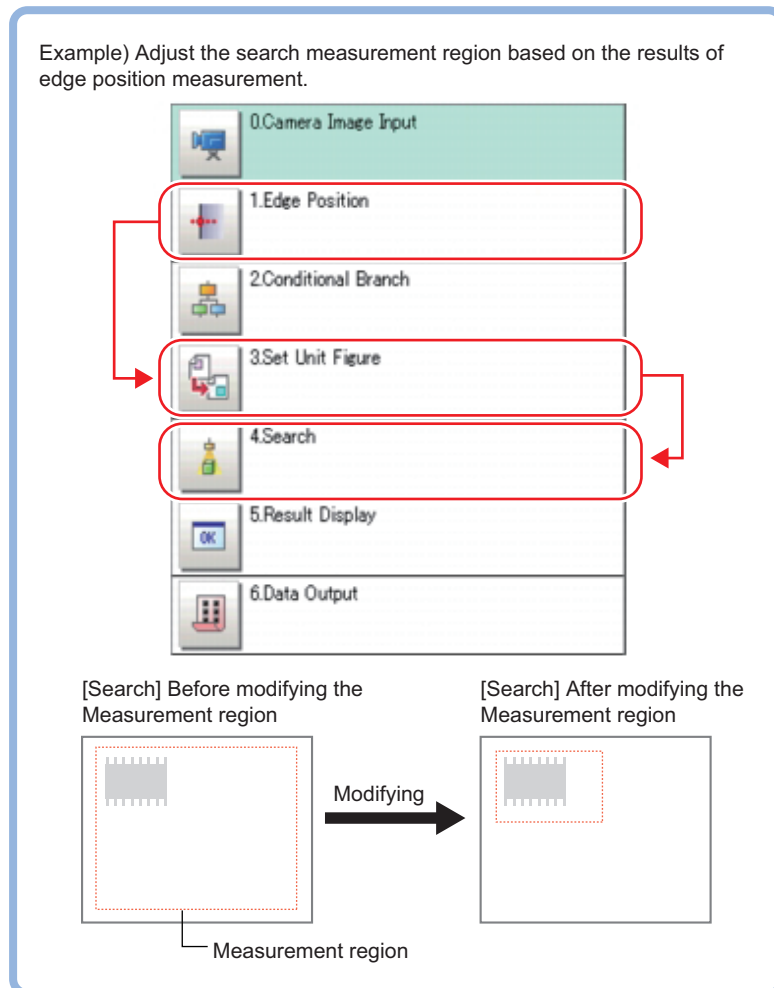 Example) Adjust the search measurement region based on the results of
edge position measurement.
0.Camera Image Input
1.Edge Position
2.Conditional Branch
3.Set Unit Figure
4.Search
OK
5.Result Display
6.Data Output
[Search] Before modifying the
Measurement region
[Search] After modifying the
Measurement region
Modifying
Measurement region